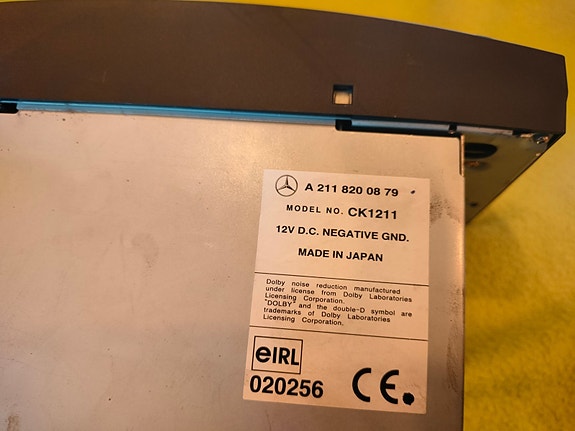 A 211 820 08 79
MODEL NO. CK1211
12V D.C. NEGATIVE GND.
MADE IN JAPAN
Dolby noise reduction manufactured
under license from Dolby Laboratories
Licensing Corporation.
"DOLBY" and the double-D symbol are
trademarks of Dolby Laboratories
Licensing Corporation.
eIRL
020256
CE